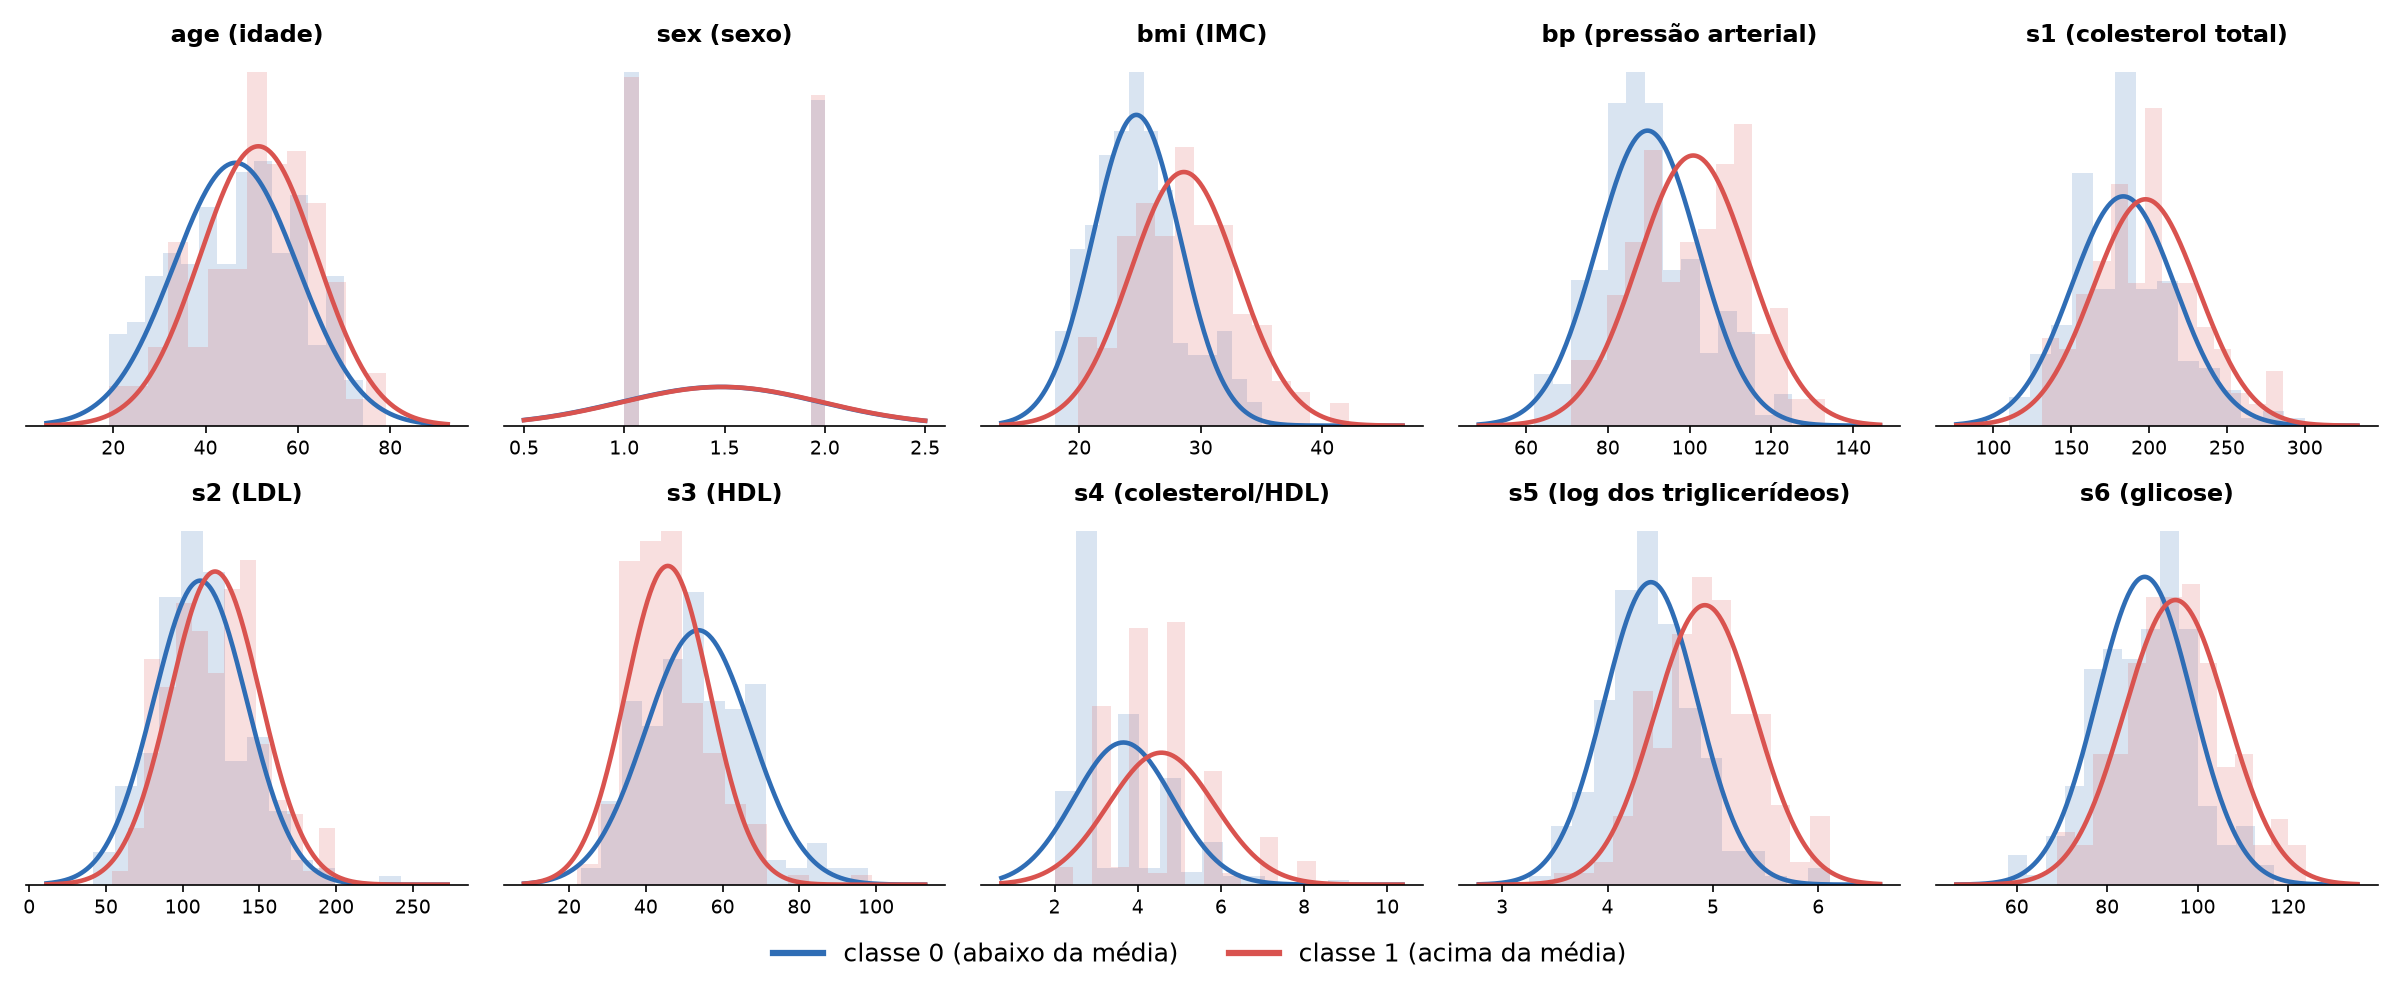 age (idade)
sex (sexo)
bmi (IMC)
bp (pressão arterial)
s1 (colesterol total)
20 40 60 80
0.5 1.0 1.5 2.0 2.5
20 30 40
60 80 100 120 140
100 150 200 250 300
s2 (LDL)
s3 (HDL)
s4 (colesterol/HDL)
s5 (log dos triglicerídeos)
s6 (glicose)
0 50 100 150 200 250
20 40 60 80 100
2 4 6 8 10
3 4 5 6
60 80 100 120
classe 0 (abaixo da média)
classe 1 (acima da média)